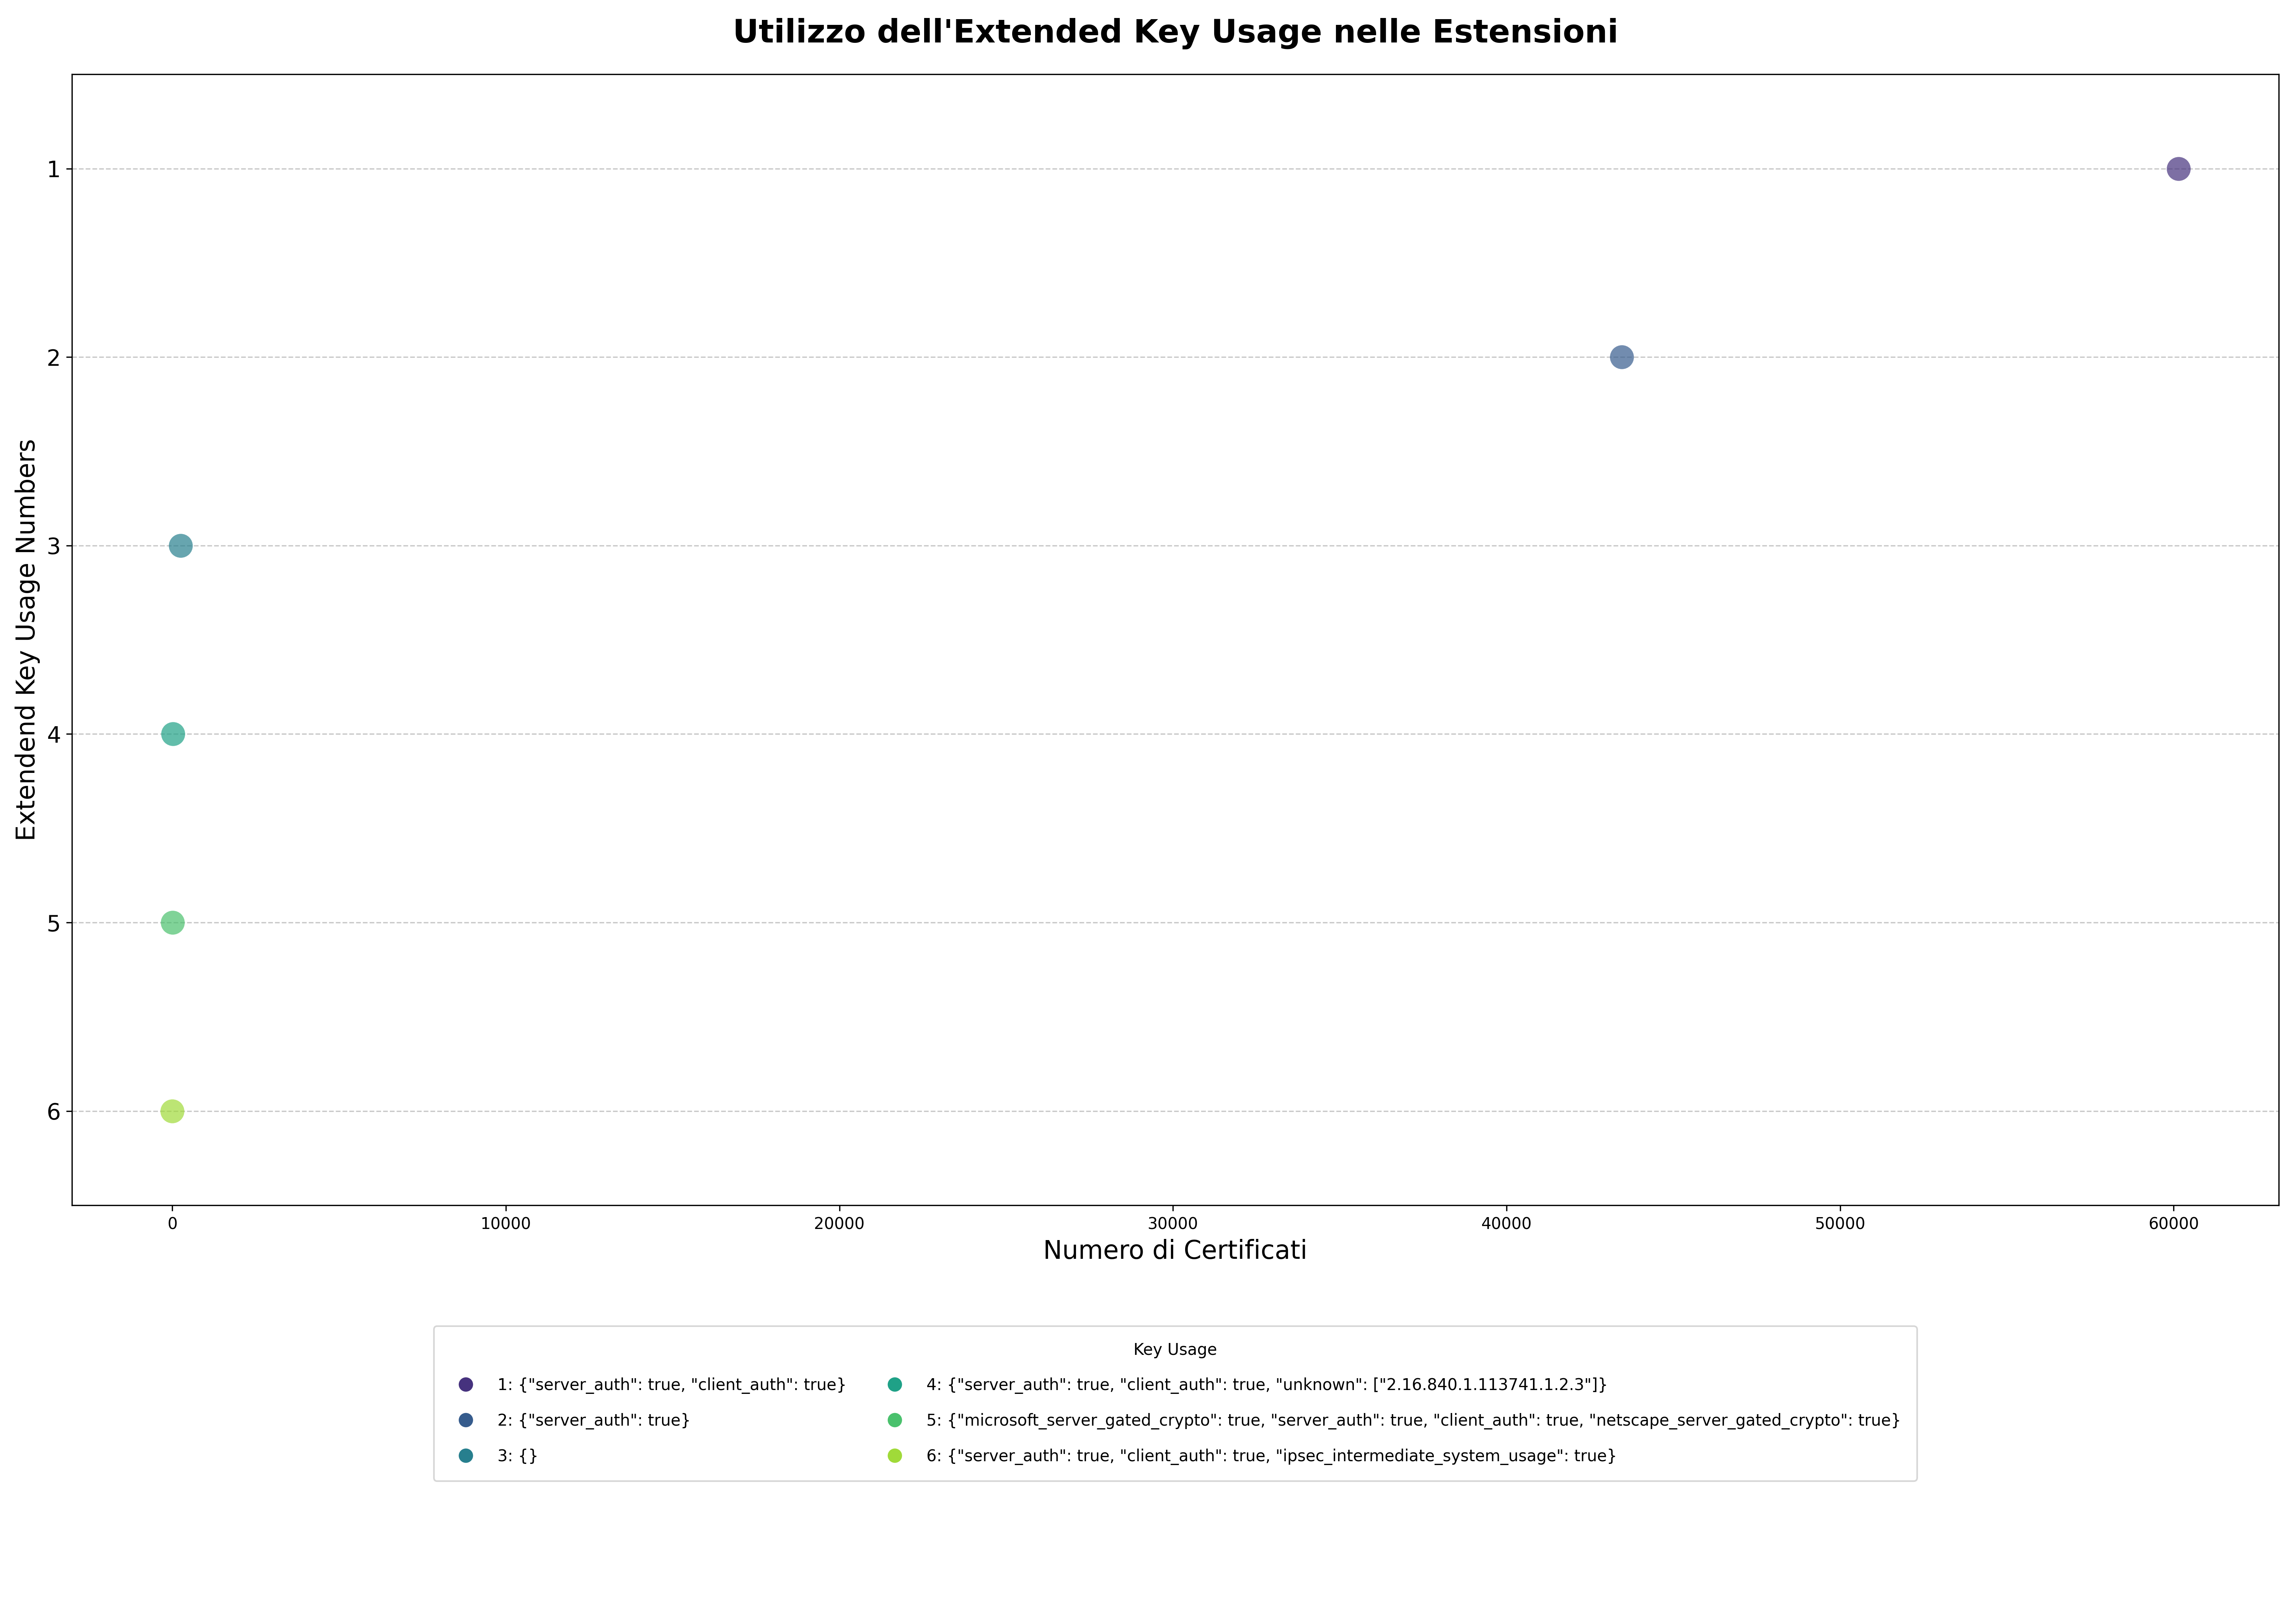 Utilizzo dell'Extended Key Usage nelle Estensioni
Extendend Key Usage Numbers
1
2
3
4
5
6
0
10000
20000
30000
40000
50000
60000
Numero di Certificati
Key Usage
1: {"server_auth": true, "client_auth": true}
2: {"server_auth": true}
3: {}
4: {"server_auth": true, "client_auth": true, "unknown": ["2.16.840.1.113741.1.2.3"]}
5: {"microsoft_server_gated_crypto": true, "server_auth": true, "client_auth": true, "netscape_server_gated_crypto": true}
6: {"server_auth": true, "client_auth": true, "ipsec_intermediate_system_usage": true}